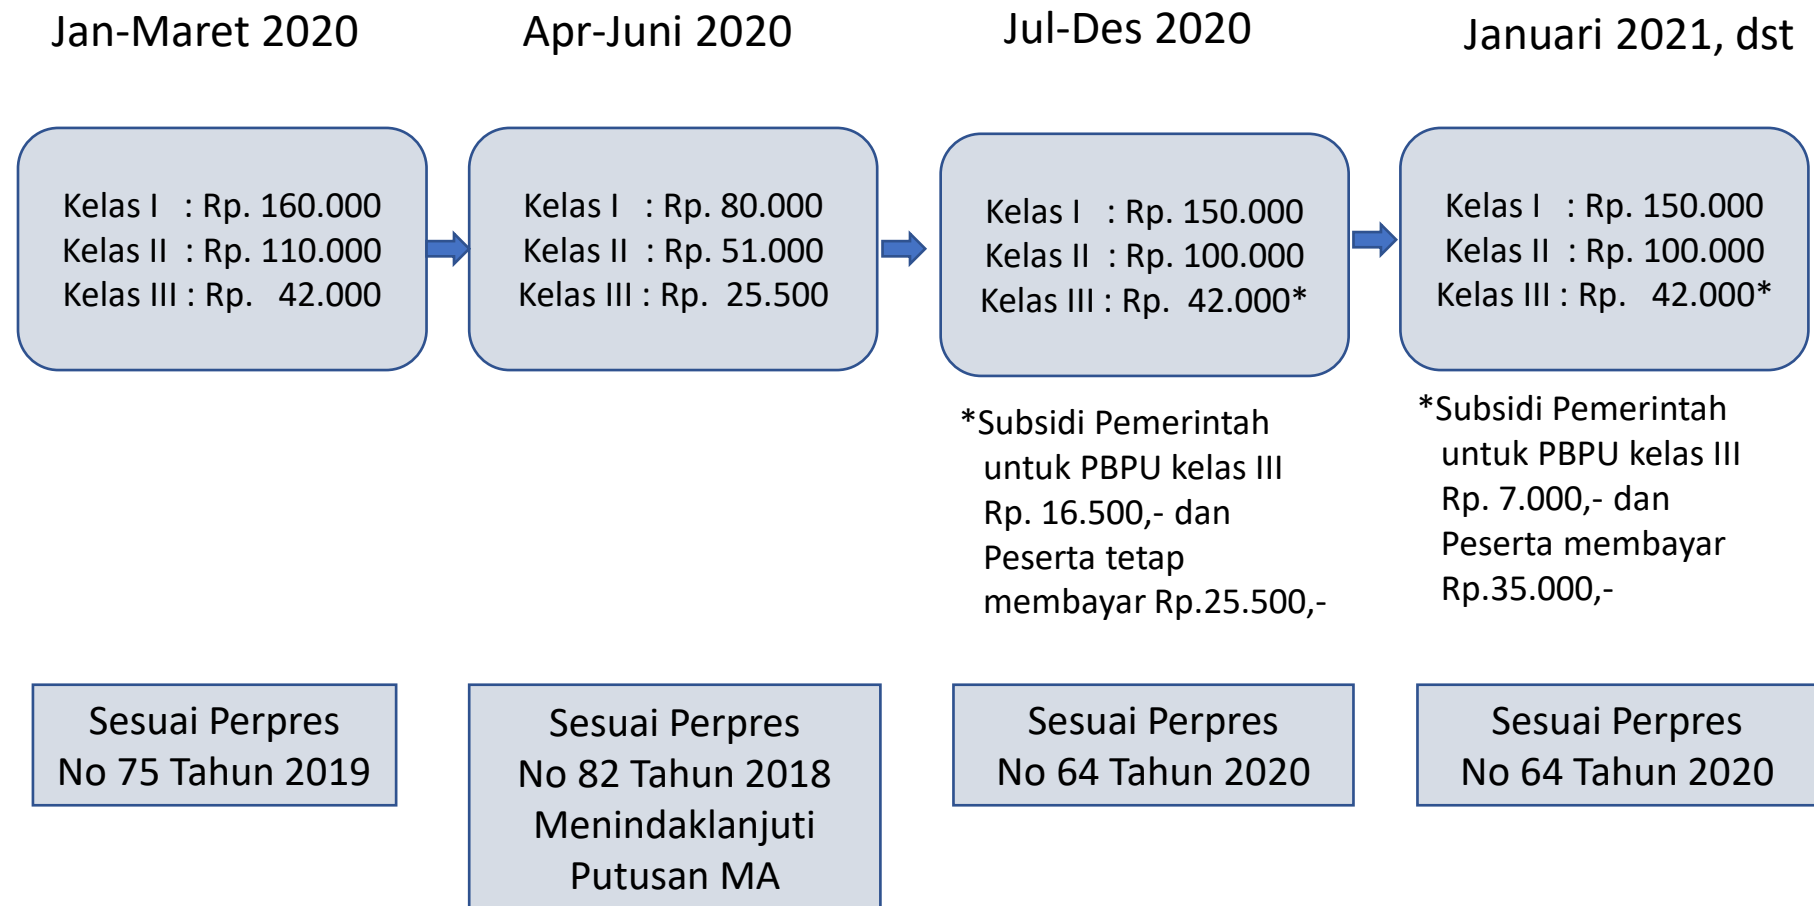 Jan-Maret 2020
Apr-Juni 2020
Jul-Des 2020
Januari 2021, dst
Kelas I : Rp. 160.000
Kelas II : Rp. 110.000
Kelas III : Rp. 42.000
Kelas I : Rp. 80.000
Kelas II : Rp. 51.000
Kelas III : Rp. 25.500
Kelas I : Rp. 150.000
Kelas II : Rp. 100.000
Kelas III : Rp. 42.000*
Kelas I : Rp. 150.000
Kelas II : Rp. 100.000
Kelas III : Rp. 42.000*
*Subsidi Pemerintah
untuk PBPU kelas III
Rp. 16.500,- dan
Peserta tetap
membayar Rp.25.500,-
*Subsidi Pemerintah
untuk PBPU kelas III
Rp. 7.000,- dan
Peserta membayar
Rp.35.000,-
Sesuai Perpres
No 75 Tahun 2019
Sesuai Perpres
No 82 Tahun 2018
Menindaklanjuti
Putusan MA
Sesuai Perpres
No 64 Tahun 2020
Sesuai Perpres
No 64 Tahun 2020